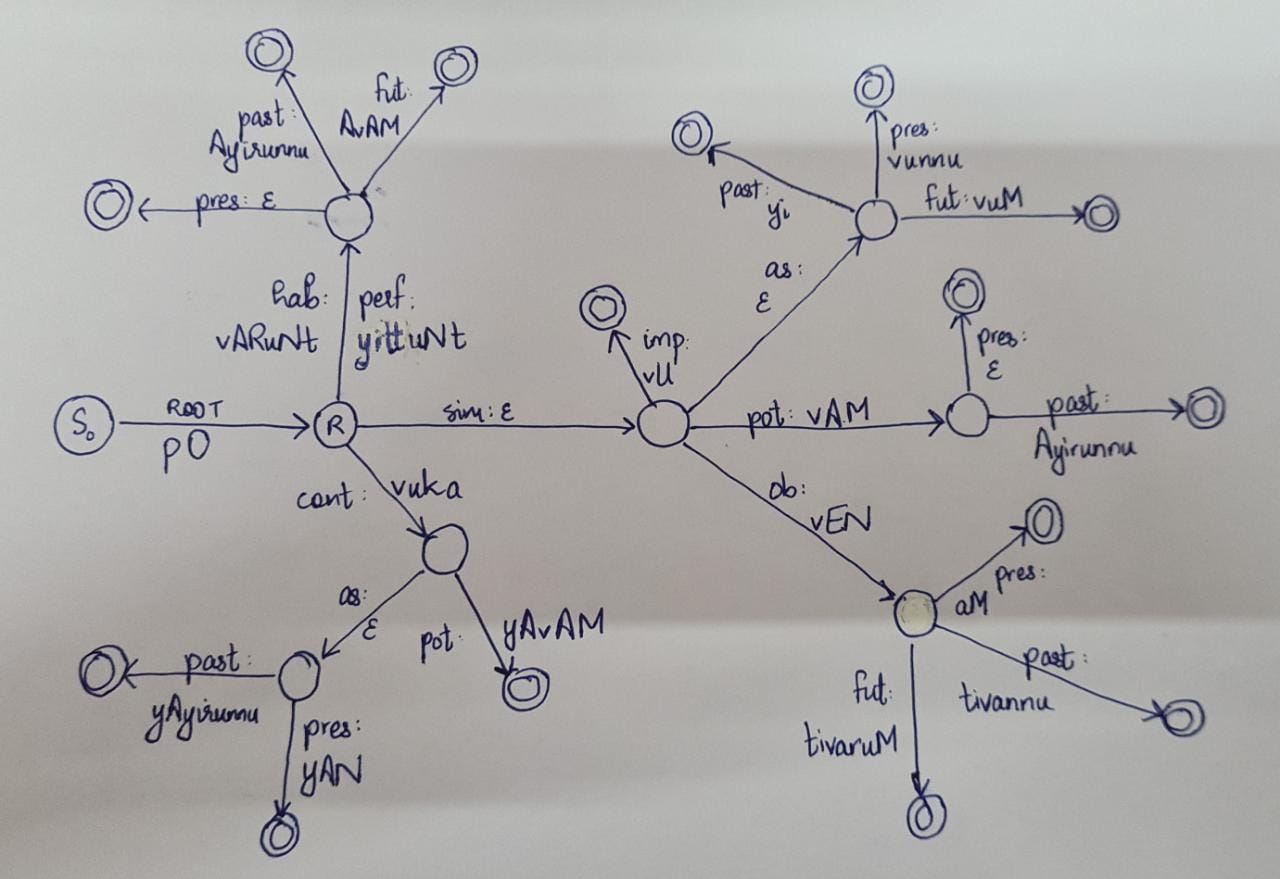 past:
Ayirunnu
fut:
AvAM
pres: ε
hab:
vARuNt
perf:
yittuNt
S₀
ROOT
pO
R
sim: ε
imp:
vU
as:
ε
past:
yi
pres:
vunnu
fut: vuM
pot: vAM
pres:
ε
past:
Ayirunnu
ob:
vEN
pres:
aM
past:
tivannu
fut:
tivaruM
cont: vuka
as:
ε
pot: yAvAM
past:
yAyirunnu
pres:
yAN